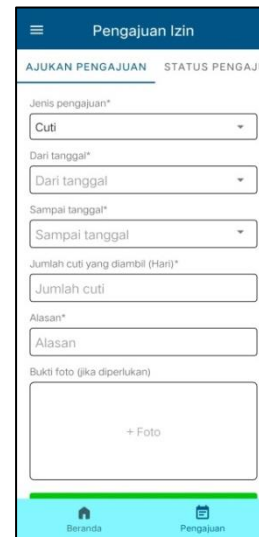 Pengajuan Izin
AJUKAN PENGAJUAN STATUS PENGAJ
Jenis pengajuan*
Cuti
Dari tanggal*
Dari tanggal
Sampai tanggal*
Sampai tanggal
Jumlah cuti yang diambil (Hari)*
Jumlah cuti
Alasan*
Alasan
Bukti foto (jika diperlukan)
+ Foto
Beranda Pengajuan